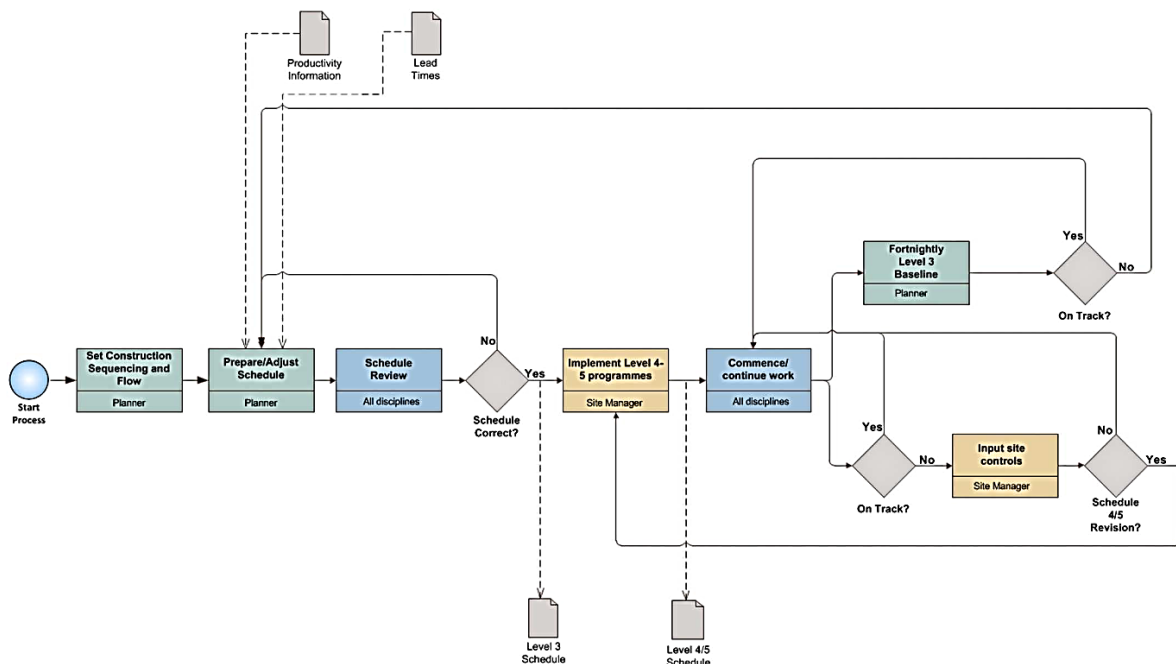 Productivity
Information
Lead
Times
Yes
No
Fortnightly
Level 3
Baseline
Planner
On Track?
No
Set Construction
Sequencing and
Flow
Planner
Prepare/Adjust
Schedule
Planner
Schedule
Review
All disciplines
Yes
Schedule
Correct?
Implement Level 4-
5 programmes
Site Manager
Commence/
continue work
All disciplines
Start
Process
Yes
No
On Track?
Input site
controls
Site Manager
No
Yes
Schedule
4/5
Revision?
Level 3
Schedule
Level 4/5
Schedule